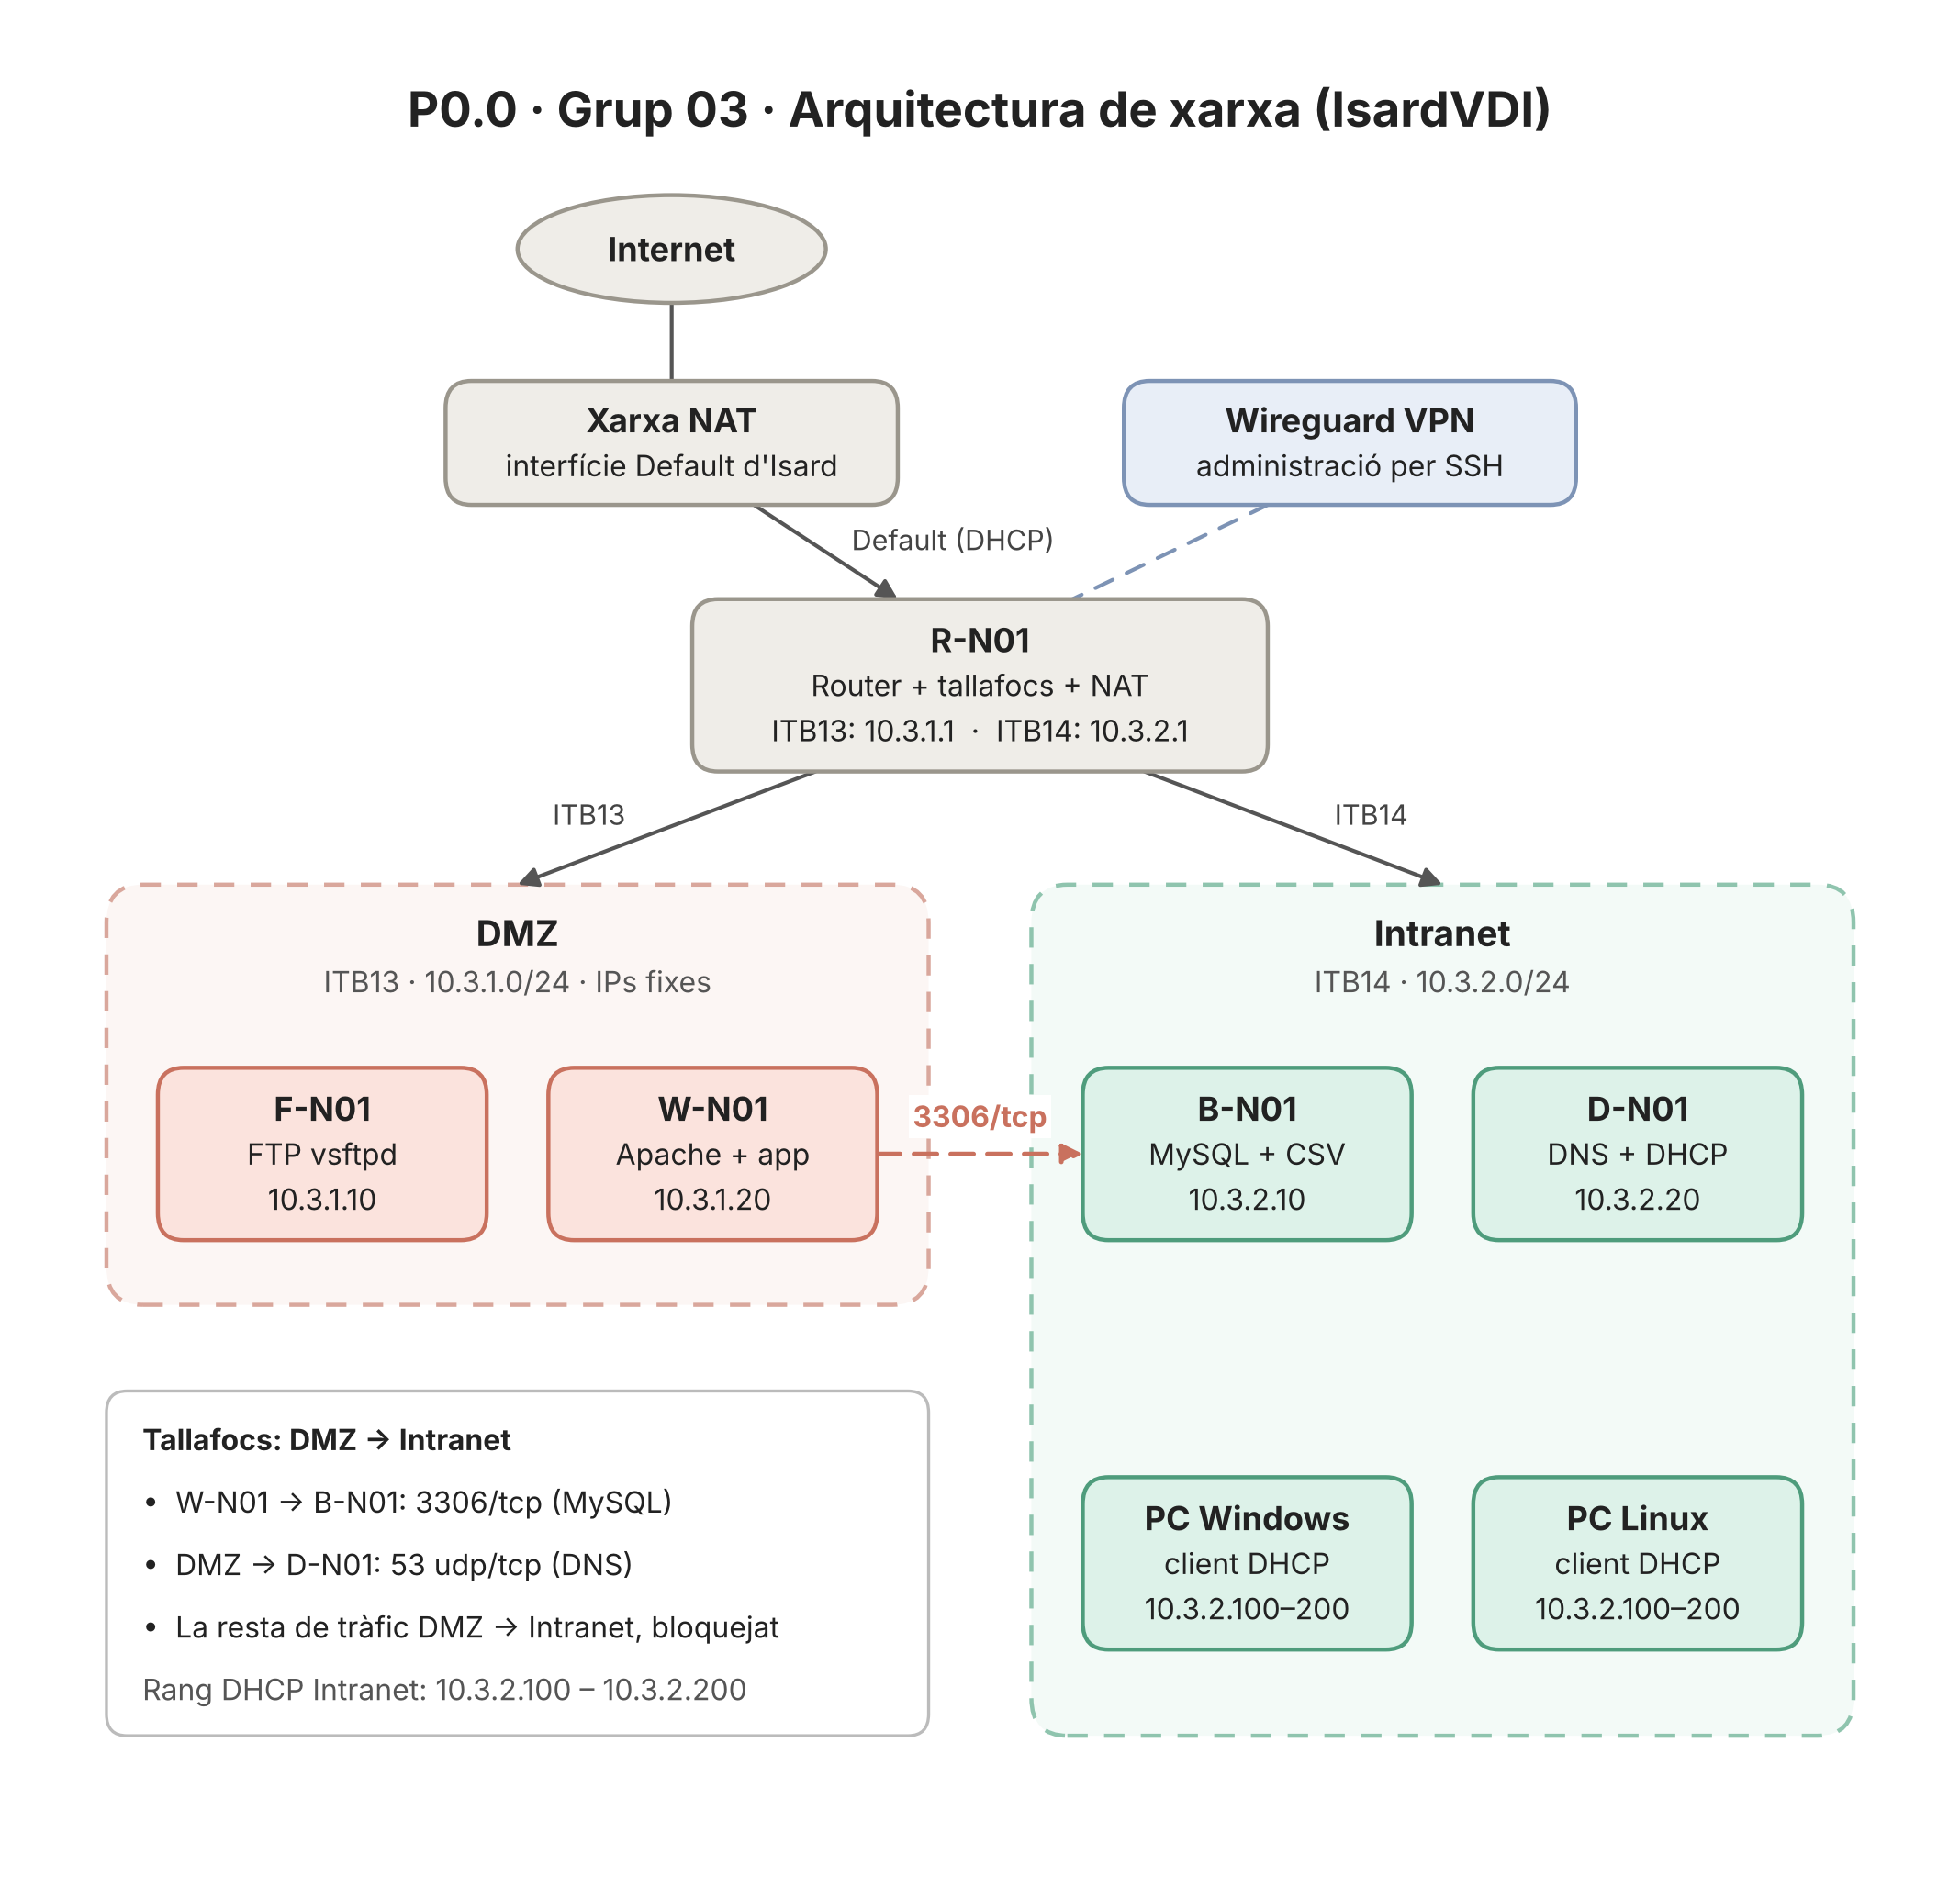 P0.0 · Grup 03 · Arquitectura de xarxa (IsardVDI)
Internet
Xarxa NAT
interfície Default d'Isard
Wireguard VPN
administració per SSH
Default (DHCP)
R-N01
Router + tallafocs + NAT
ITB13: 10.3.1.1 · ITB14: 10.3.2.1
ITB13
ITB14
DMZ
ITB13 · 10.3.1.0/24 · IPs fixes
F-N01
FTP vsftpd
10.3.1.10
W-N01
Apache + app
10.3.1.20
3306/tcp
Intranet
ITB14 · 10.3.2.0/24
B-N01
MySQL + CSV
10.3.2.10
D-N01
DNS + DHCP
10.3.2.20
PC Windows
client DHCP
10.3.2.100–200
PC Linux
client DHCP
10.3.2.100–200
Tallafocs: DMZ → Intranet
• W-N01 → B-N01: 3306/tcp (MySQL)
• DMZ → D-N01: 53 udp/tcp (DNS)
• La resta de tràfic DMZ → Intranet, bloquejat
Rang DHCP Intranet: 10.3.2.100 – 10.3.2.200